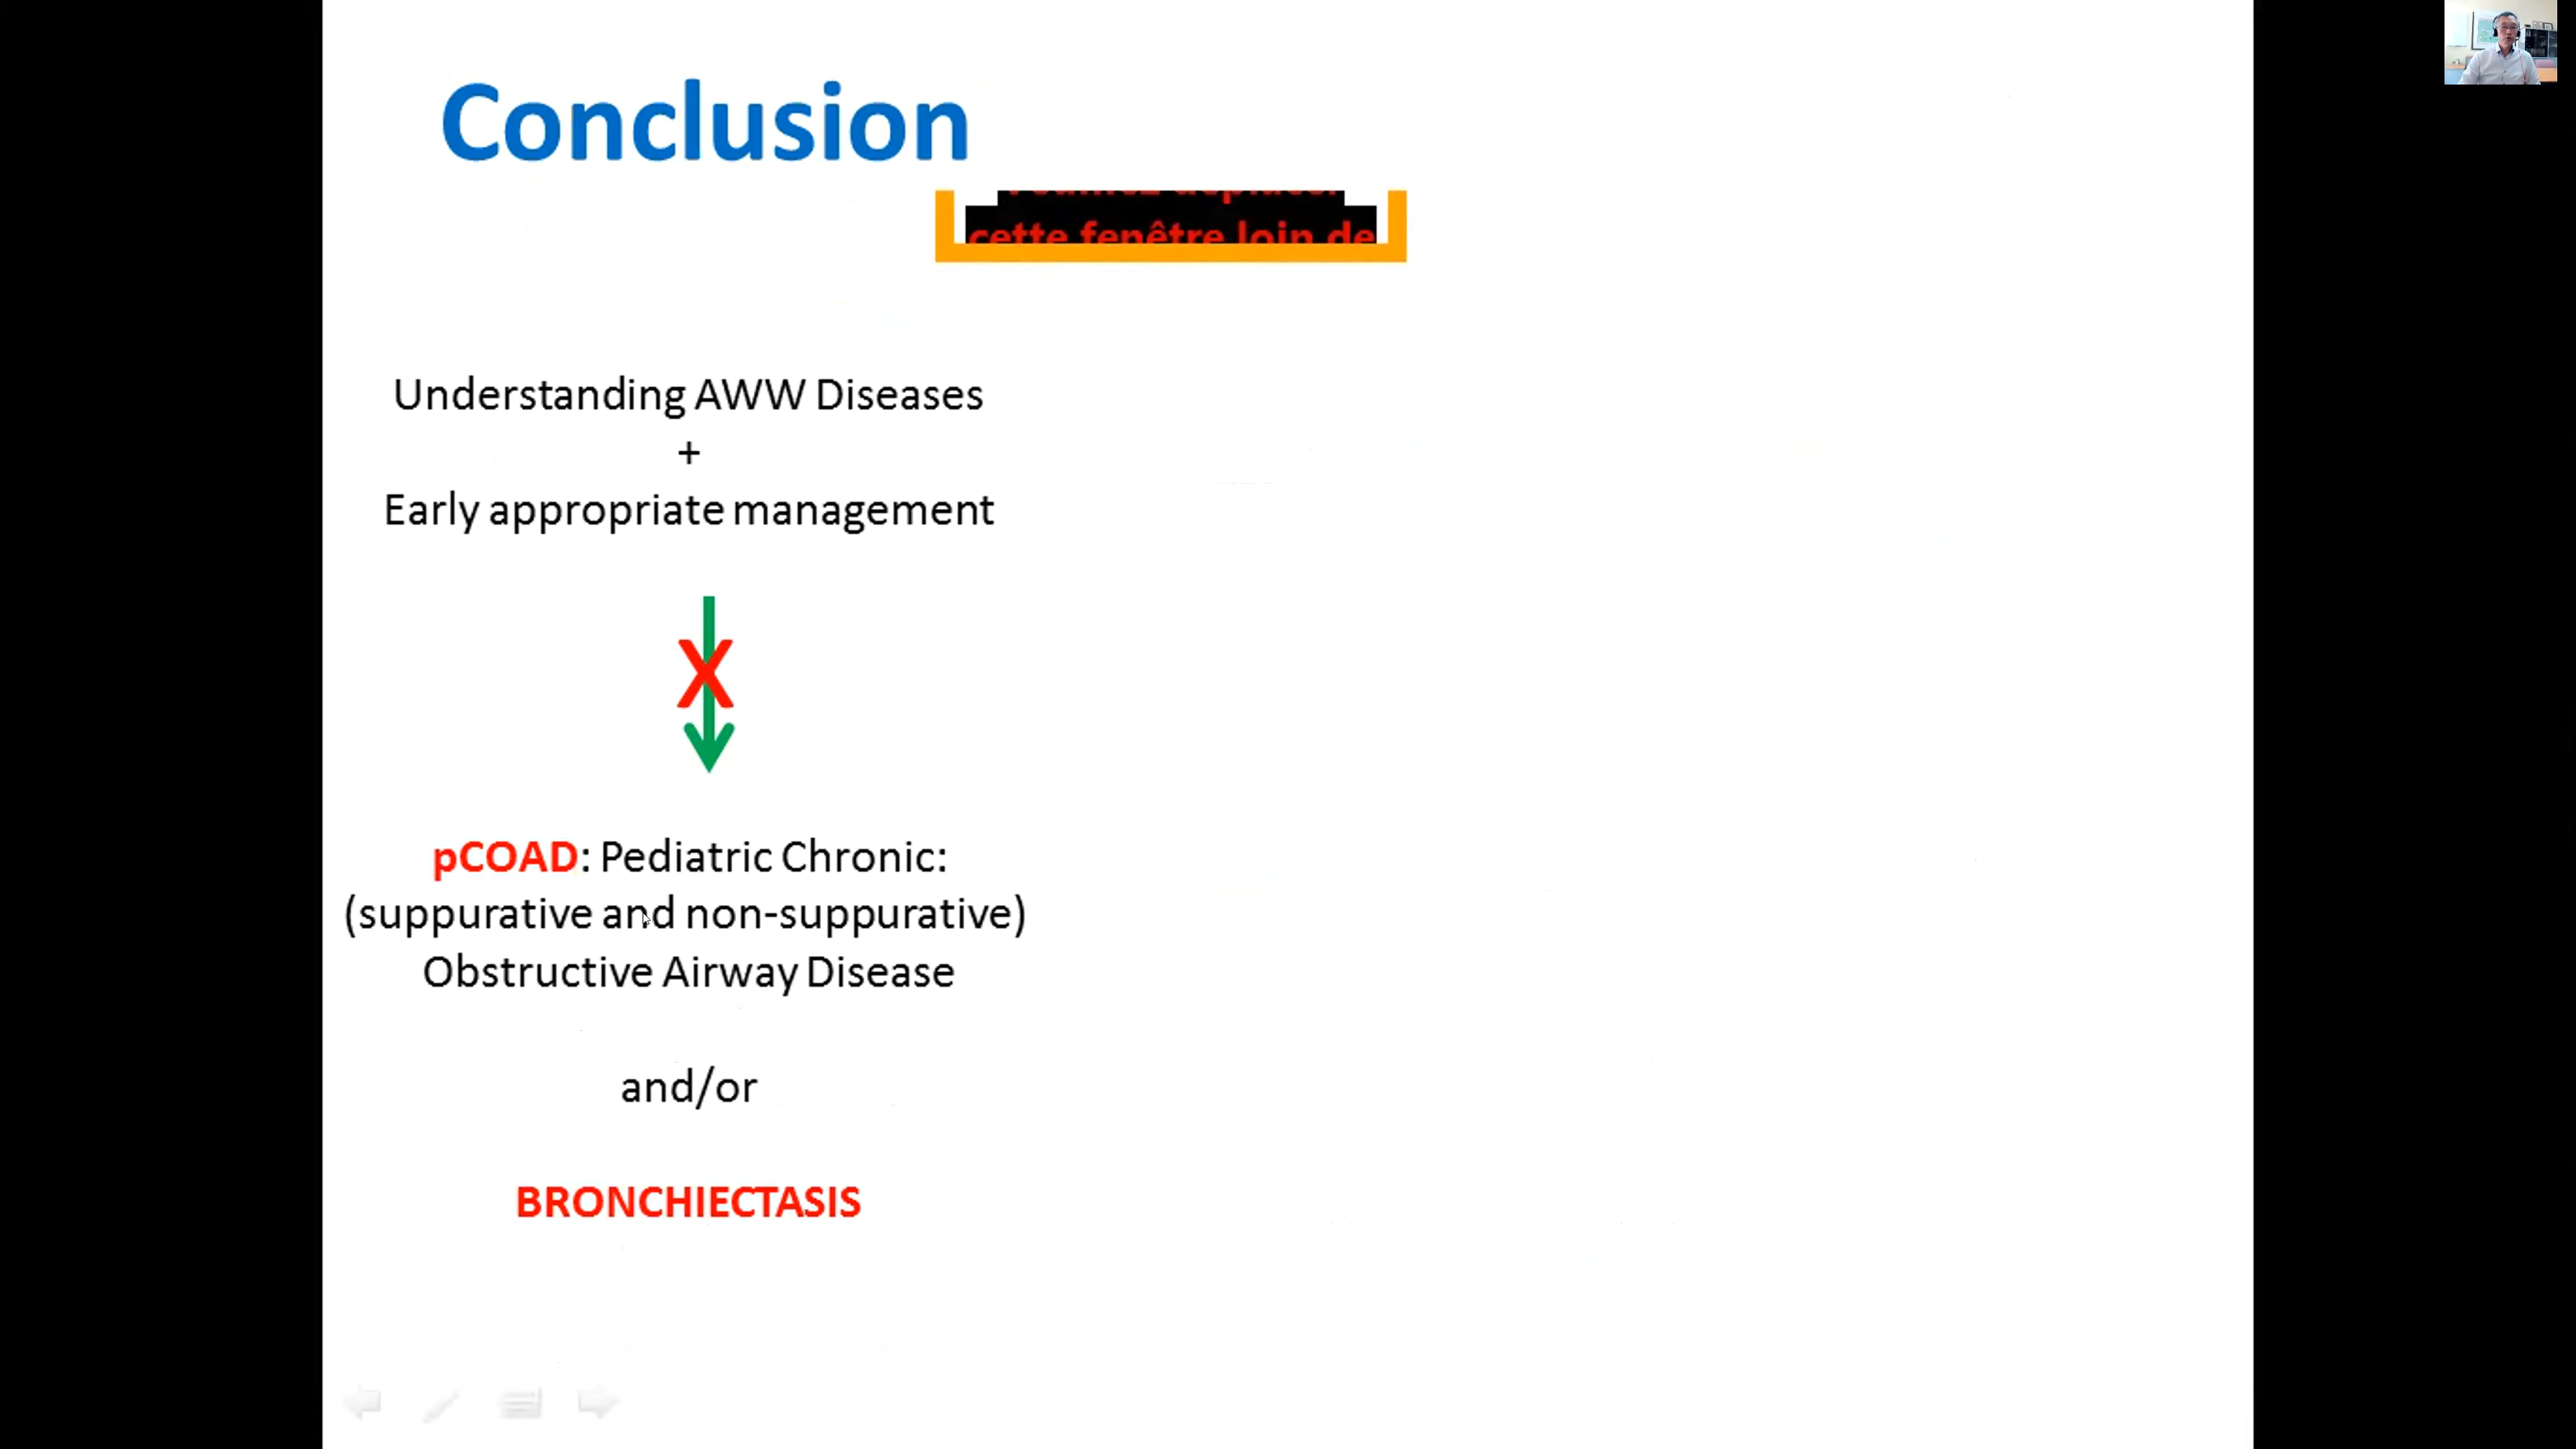 Conclusion
cette fenêtre loin de
Understanding AWW Diseases
+
Early appropriate management
X
pCOAD: Pediatric Chronic:
(suppurative and non-suppurative)
Obstructive Airway Disease
and/or
BRONCHIECTASIS